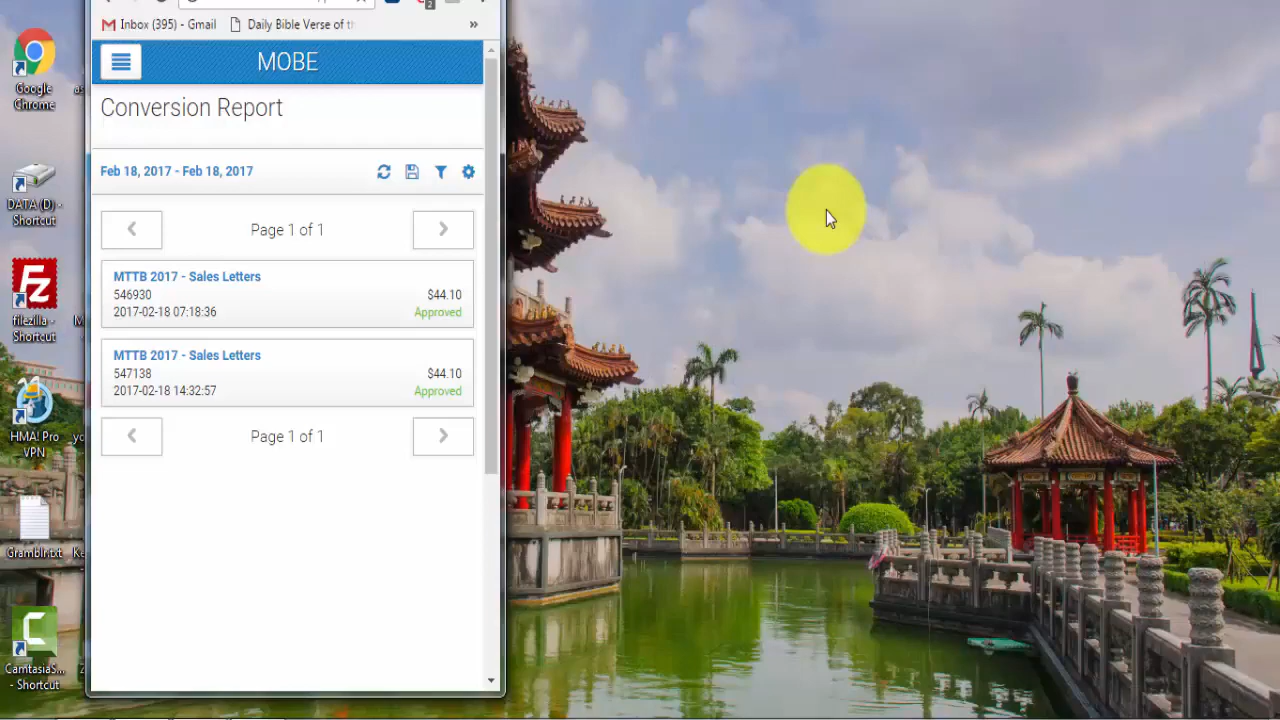 Inbox (395) - Gmail
Daily Bible Verse of th
»
MOBE
Conversion Report
Feb 18, 2017 - Feb 18, 2017
Page 1 of 1
MTTB 2017 - Sales Letters
546930 $44.10
2017-02-18 07:18:36 Approved
MTTB 2017 - Sales Letters
547138 $44.10
2017-02-18 14:32:57 Approved
Page 1 of 1
Google
Chrome
DATA (D) -
Shortcut
filezilla -
Shortcut
HMA! Pro
VPN
Gramblr.txt
CamtasiaS...
- Shortcut
2